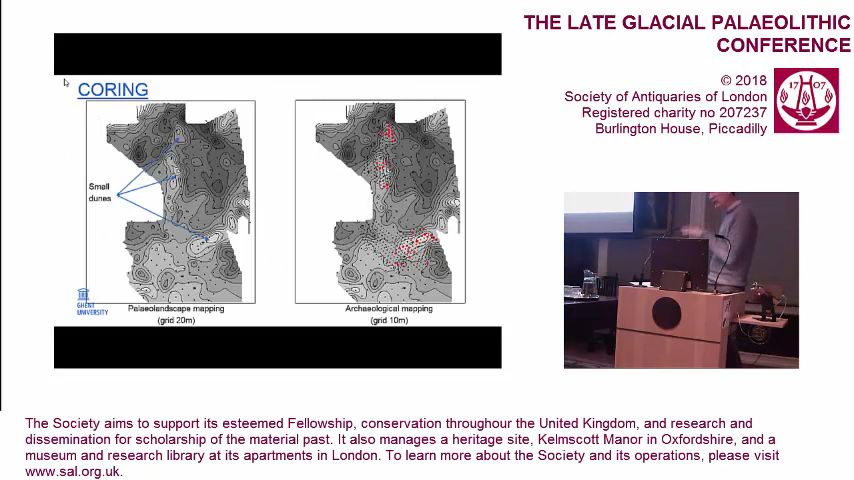 THE LATE GLACIAL PALAEOLITHIC
CONFERENCE
© 2018
Society of Antiquaries of London
Registered charity no 207237
Burlington House, Piccadilly
17 07
CORING
Small
dunes
GHENT
UNIVERSITY
Palaeolandscape mapping
(grid 20m)
Archaeological mapping
(grid 10m)
The Society aims to support its esteemed Fellowship, conservation throughour the United Kingdom, and research and
dissemination for scholarship of the material past. It also manages a heritage site, Kelmscott Manor in Oxfordshire, and a
museum and research library at its apartments in London. To learn more about the Society and its operations, please visit
www.sal.org.uk.